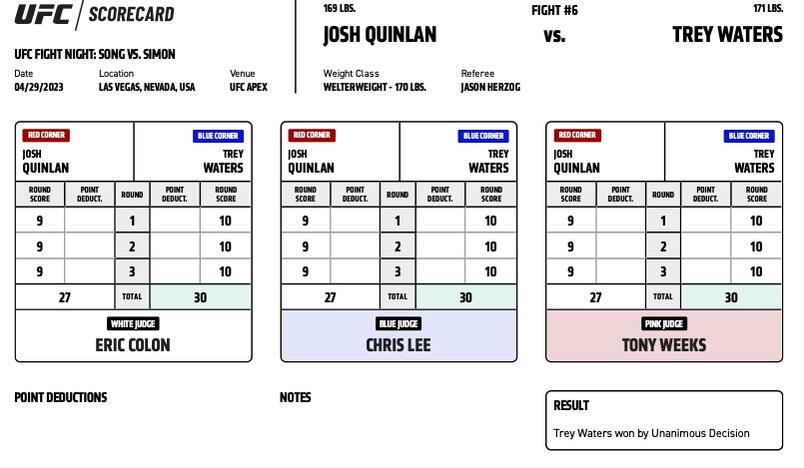 UFC SCORECARD
169 LBS. FIGHT #6 171 LBS.
JOSH QUINLAN vs. TREY WATERS
UFC FIGHT NIGHT: SONG VS. SIMON
Date Location Venue Weight Class Referee
04/29/2023 LAS VEGAS, NEVADA, USA UFC APEX WELTERWEIGHT - 170 LBS. JASON HERZOG
RED CORNER BLUE CORNER
JOSH TREY
QUINLAN WATERS
ROUND SCORE POINT DEDUCT. ROUND POINT DEDUCT. ROUND SCORE
9 1 10
9 2 10
9 3 10
27 TOTAL 30
WHITE JUDGE
ERIC COLON
RED CORNER BLUE CORNER
JOSH TREY
QUINLAN WATERS
ROUND SCORE POINT DEDUCT. ROUND POINT DEDUCT. ROUND SCORE
9 1 10
9 2 10
9 3 10
27 TOTAL 30
BLUE JUDGE
CHRIS LEE
RED CORNER BLUE CORNER
JOSH TREY
QUINLAN WATERS
ROUND SCORE POINT DEDUCT. ROUND POINT DEDUCT. ROUND SCORE
9 1 10
9 2 10
9 3 10
27 TOTAL 30
PINK JUDGE
TONY WEEKS
POINT DEDUCTIONS
NOTES
RESULT
Trey Waters won by Unanimous Decision